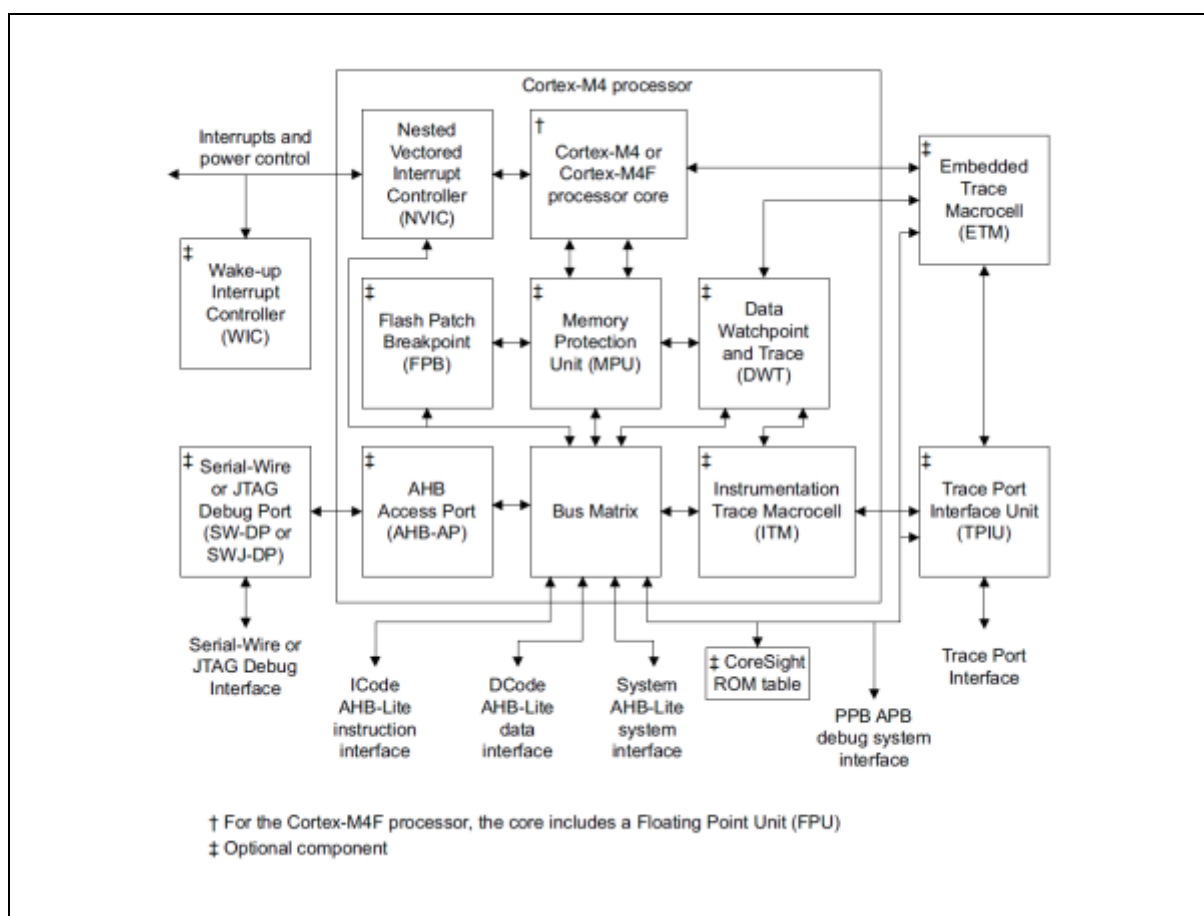 Cortex-M4 processor
Interrupts and
power control
Nested
Vectored
Interrupt
Controller
(NVIC)
†
Cortex-M4 or
Cortex-M4F
processor core
‡
Embedded
Trace
Macrocell
(ETM)
‡
Wake-up
Interrupt
Controller
(WIC)
‡
Flash Patch
Breakpoint
(FPB)
‡
Memory
Protection
Unit (MPU)
‡
Data
Watchpoint
and Trace
(DWT)
‡
Serial-Wire
or JTAG
Debug Port
(SW-DP or
SWJ-DP)
‡
AHB
Access Port
(AHB-AP)
Bus Matrix
‡
Instrumentation
Trace Macrocell
(ITM)
‡
Trace Port
Interface Unit
(TPIU)
Serial-Wire or
JTAG Debug
Interface
ICode
AHB-Lite
instruction
interface
DCode
AHB-Lite
data
interface
System
AHB-Lite
system
interface
‡ CoreSight
ROM table
PPB APB
debug system
interface
Trace Port
Interface
† For the Cortex-M4F processor, the core includes a Floating Point Unit (FPU)
‡ Optional component